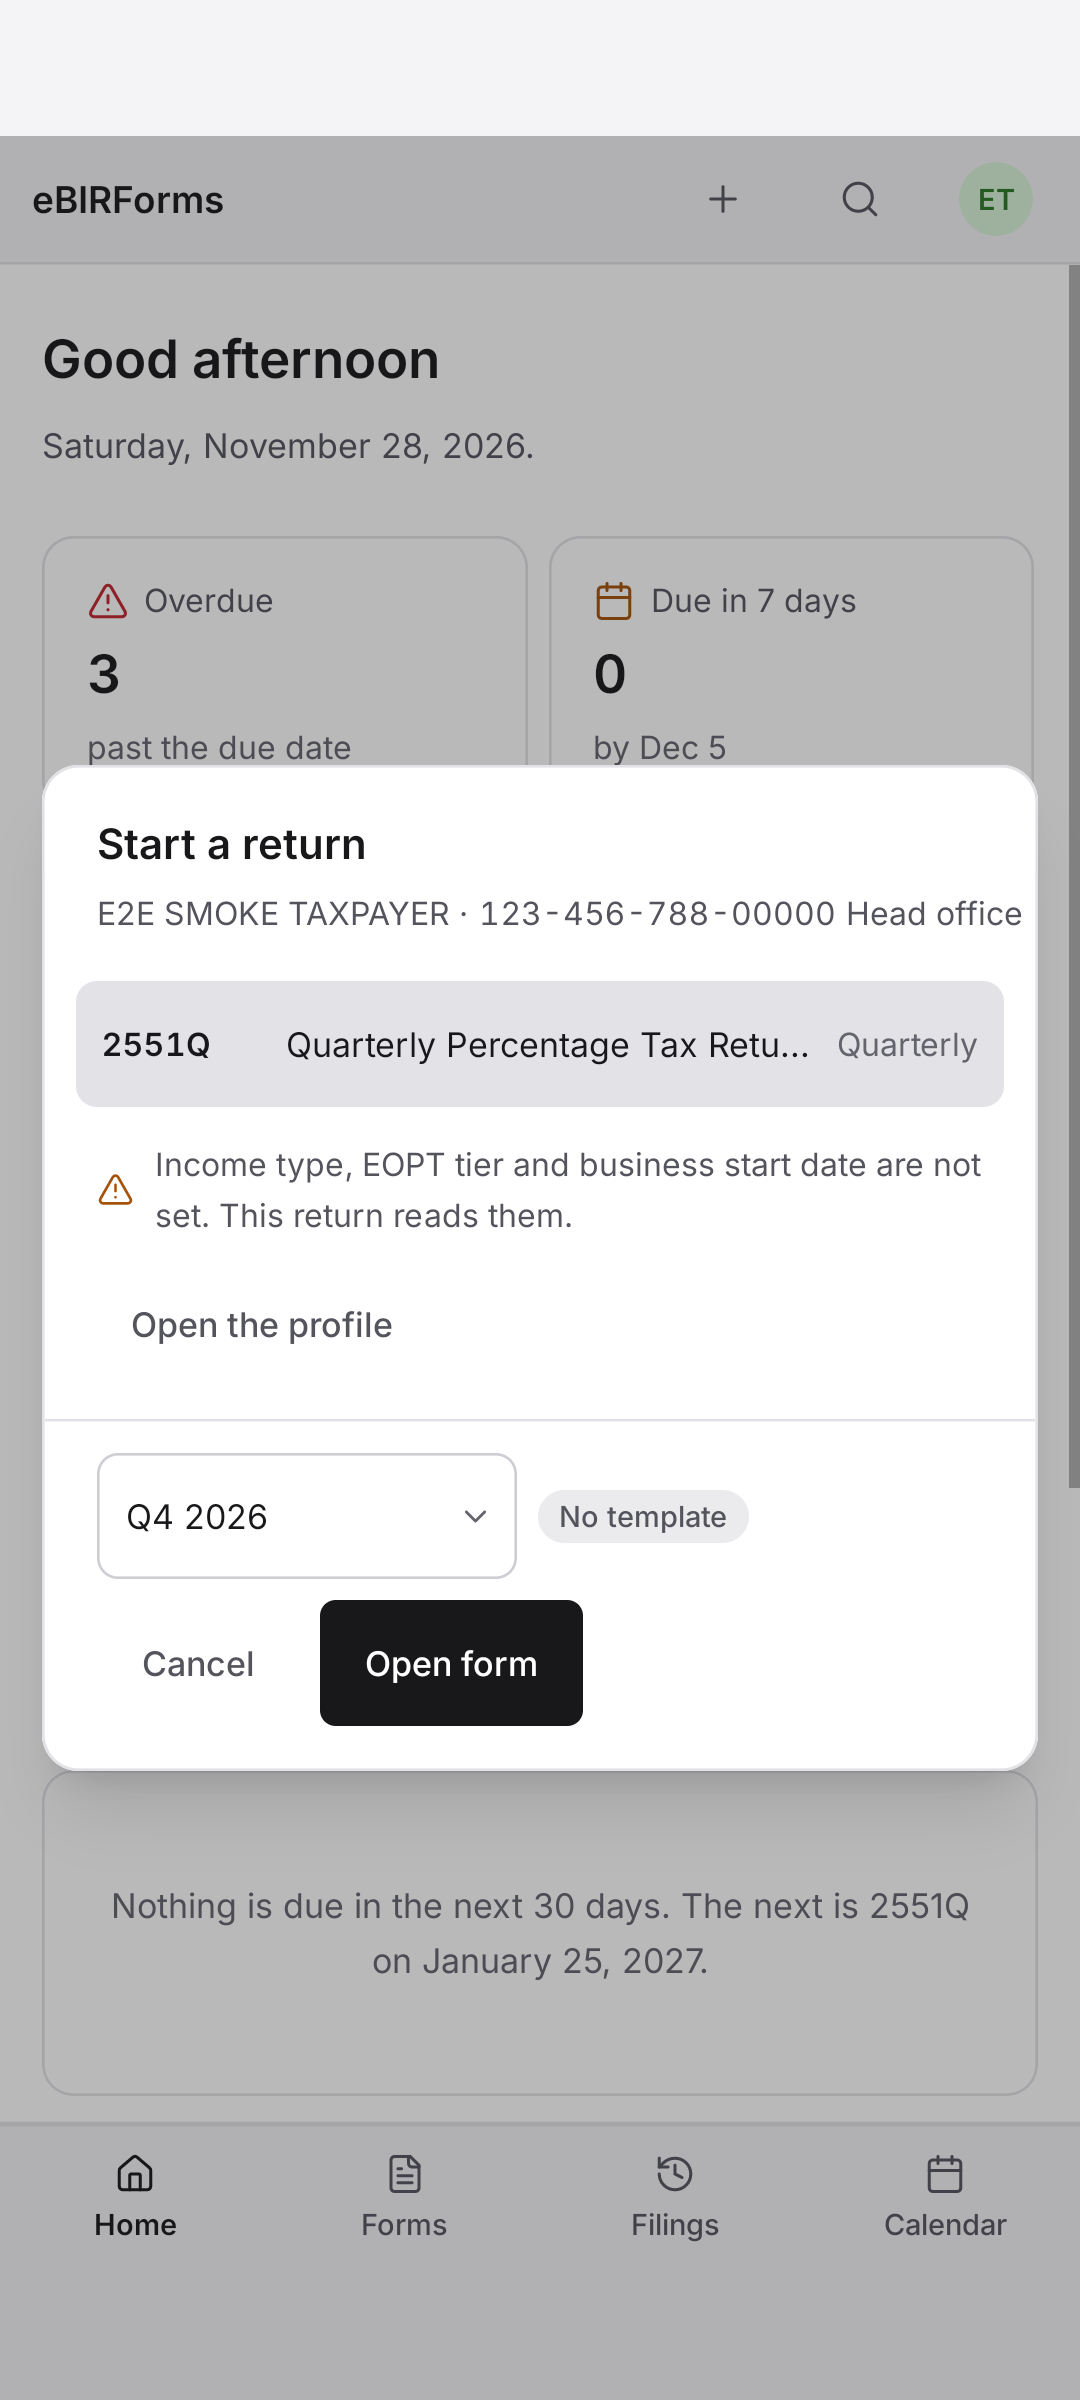 eBIRForms
ET
Good afternoon
Saturday, November 28, 2026.
Overdue
3
past the due date
Due in 7 days
0
by Dec 5
Start a return
E2E SMOKE TAXPAYER · 123-456-788-00000 Head office
2551Q Quarterly Percentage Tax Retu... Quarterly
Income type, EOPT tier and business start date are not
set. This return reads them.
Open the profile
Q4 2026
No template
Cancel
Open form
Nothing is due in the next 30 days. The next is 2551Q
on January 25, 2027.
Home
Forms
Filings
Calendar